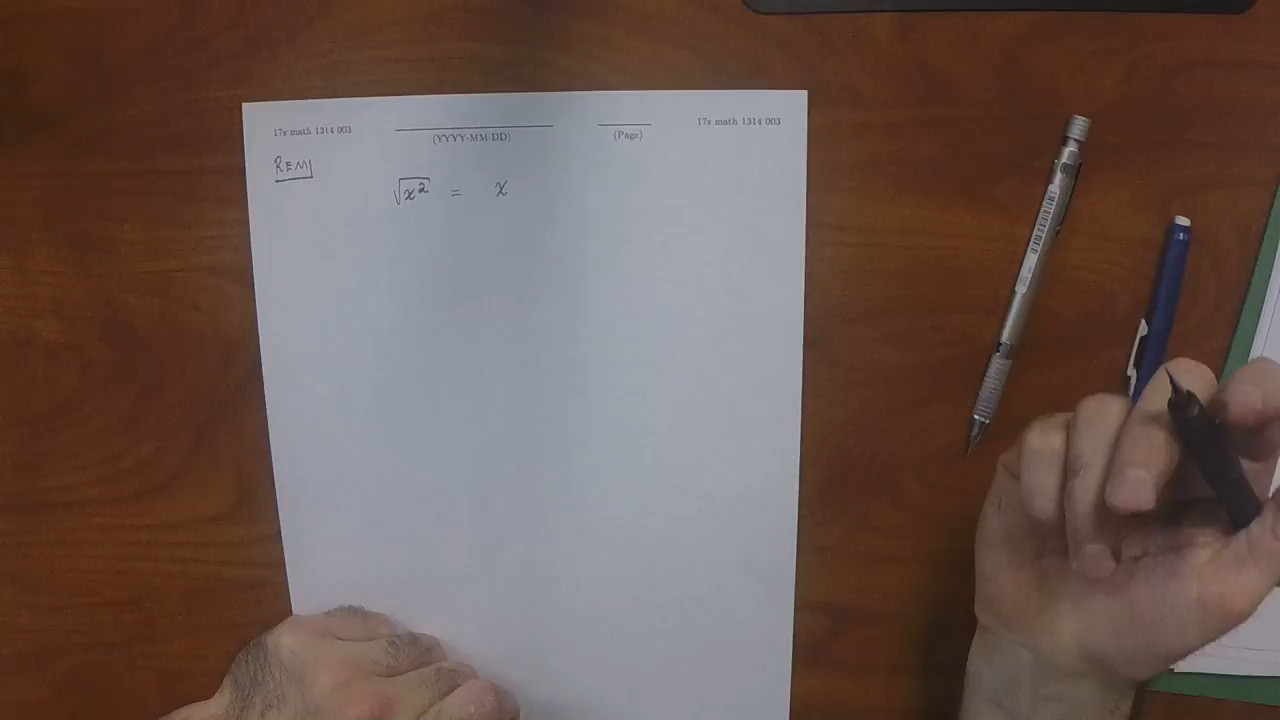 17s math 1314 003 (YYYY-MM-DD) (Page) 17s math 1314 003
REM
√x² = x